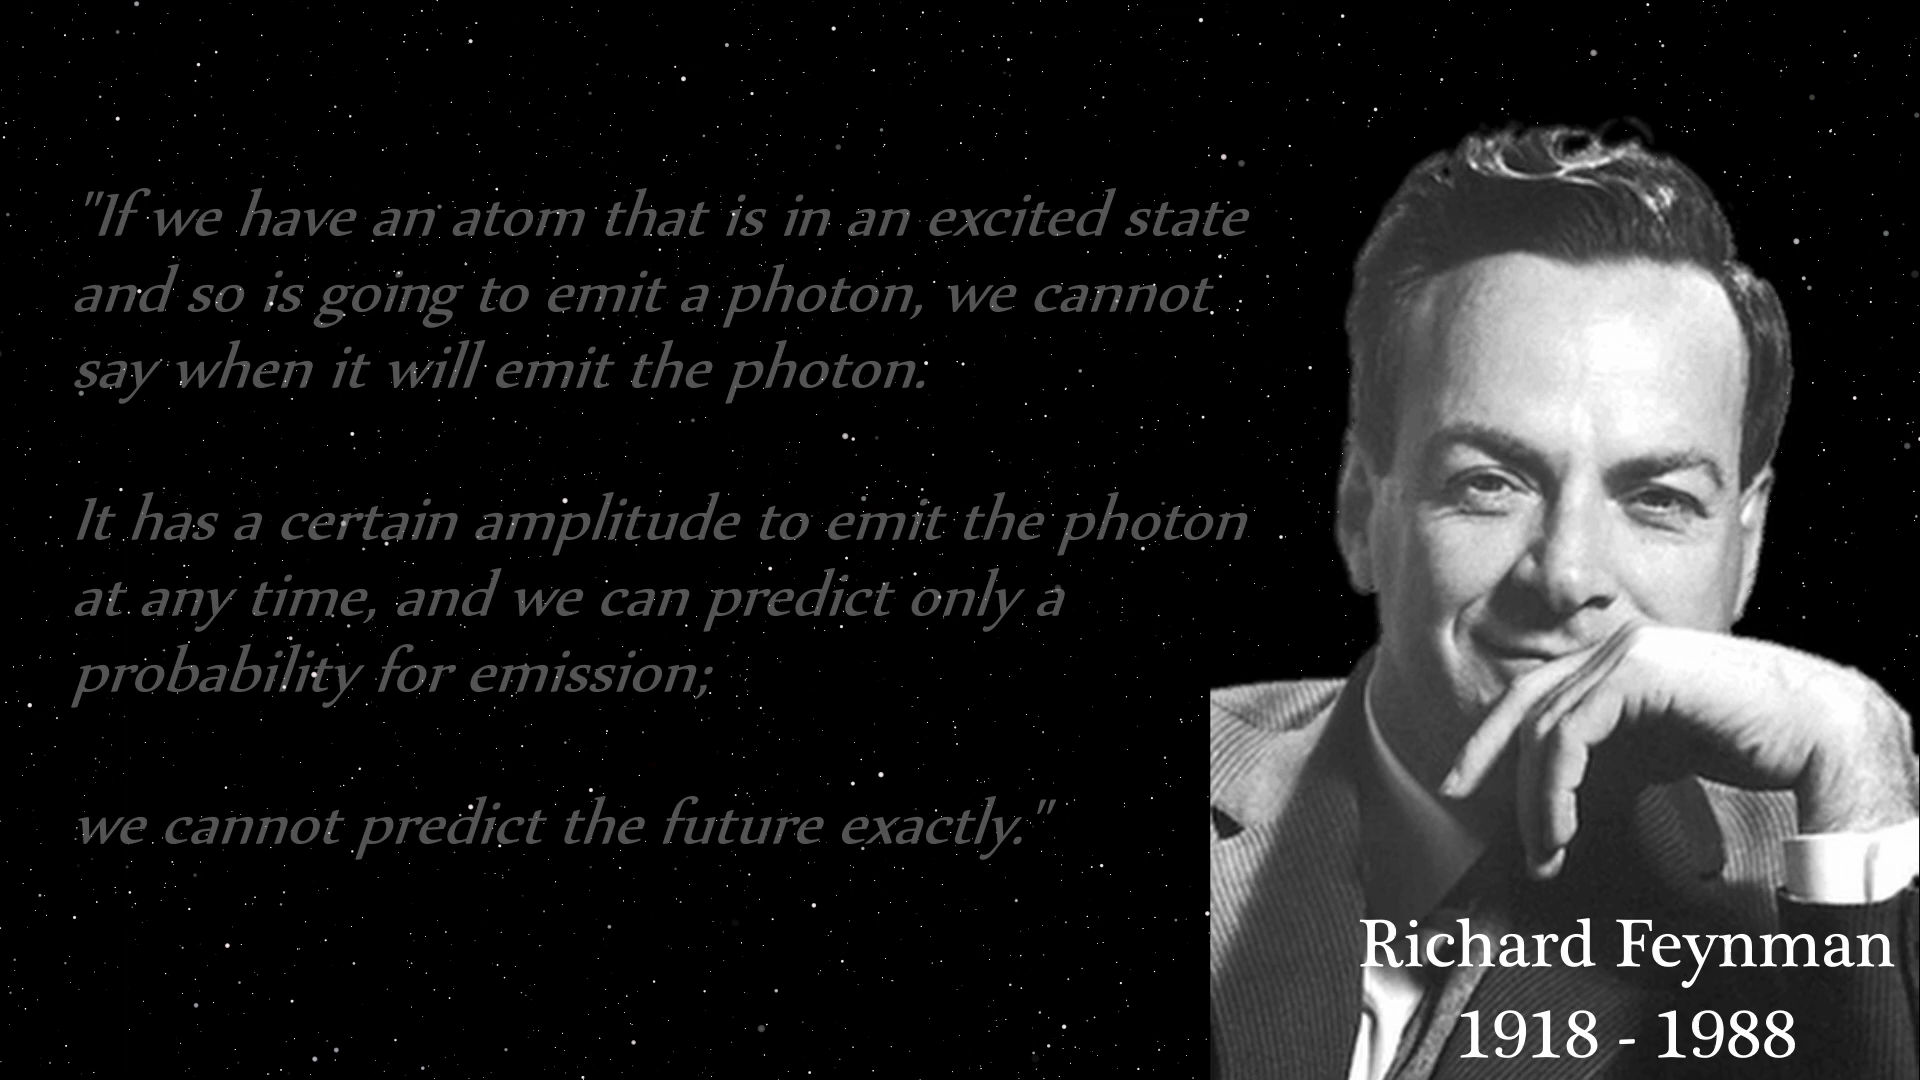 "If we have an atom that is in an excited state
and so is going to emit a photon, we cannot
say when it will emit the photon.
It has a certain amplitude to emit the photon
at any time, and we can predict only a
probability for emission;
we cannot predict the future exactly."
Richard Feynman
1918 - 1988